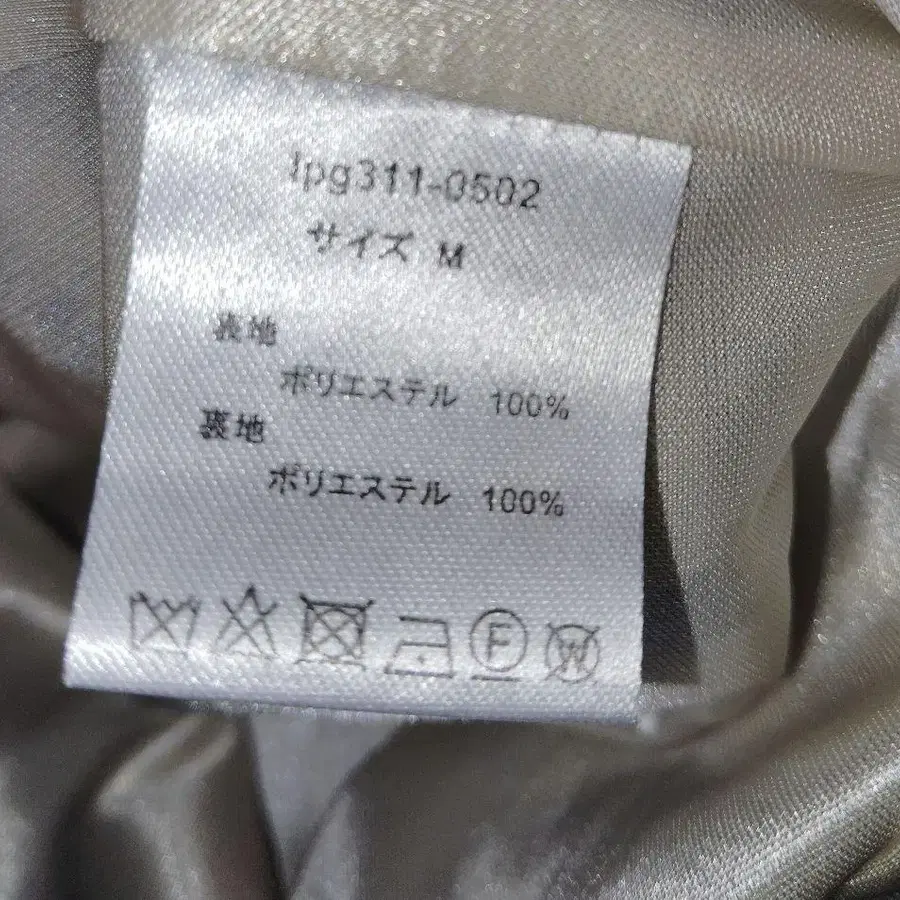 lpg311-0502
サイズ M
表地
ポリエステル 100%
裏地
ポリエステル 100%
F W